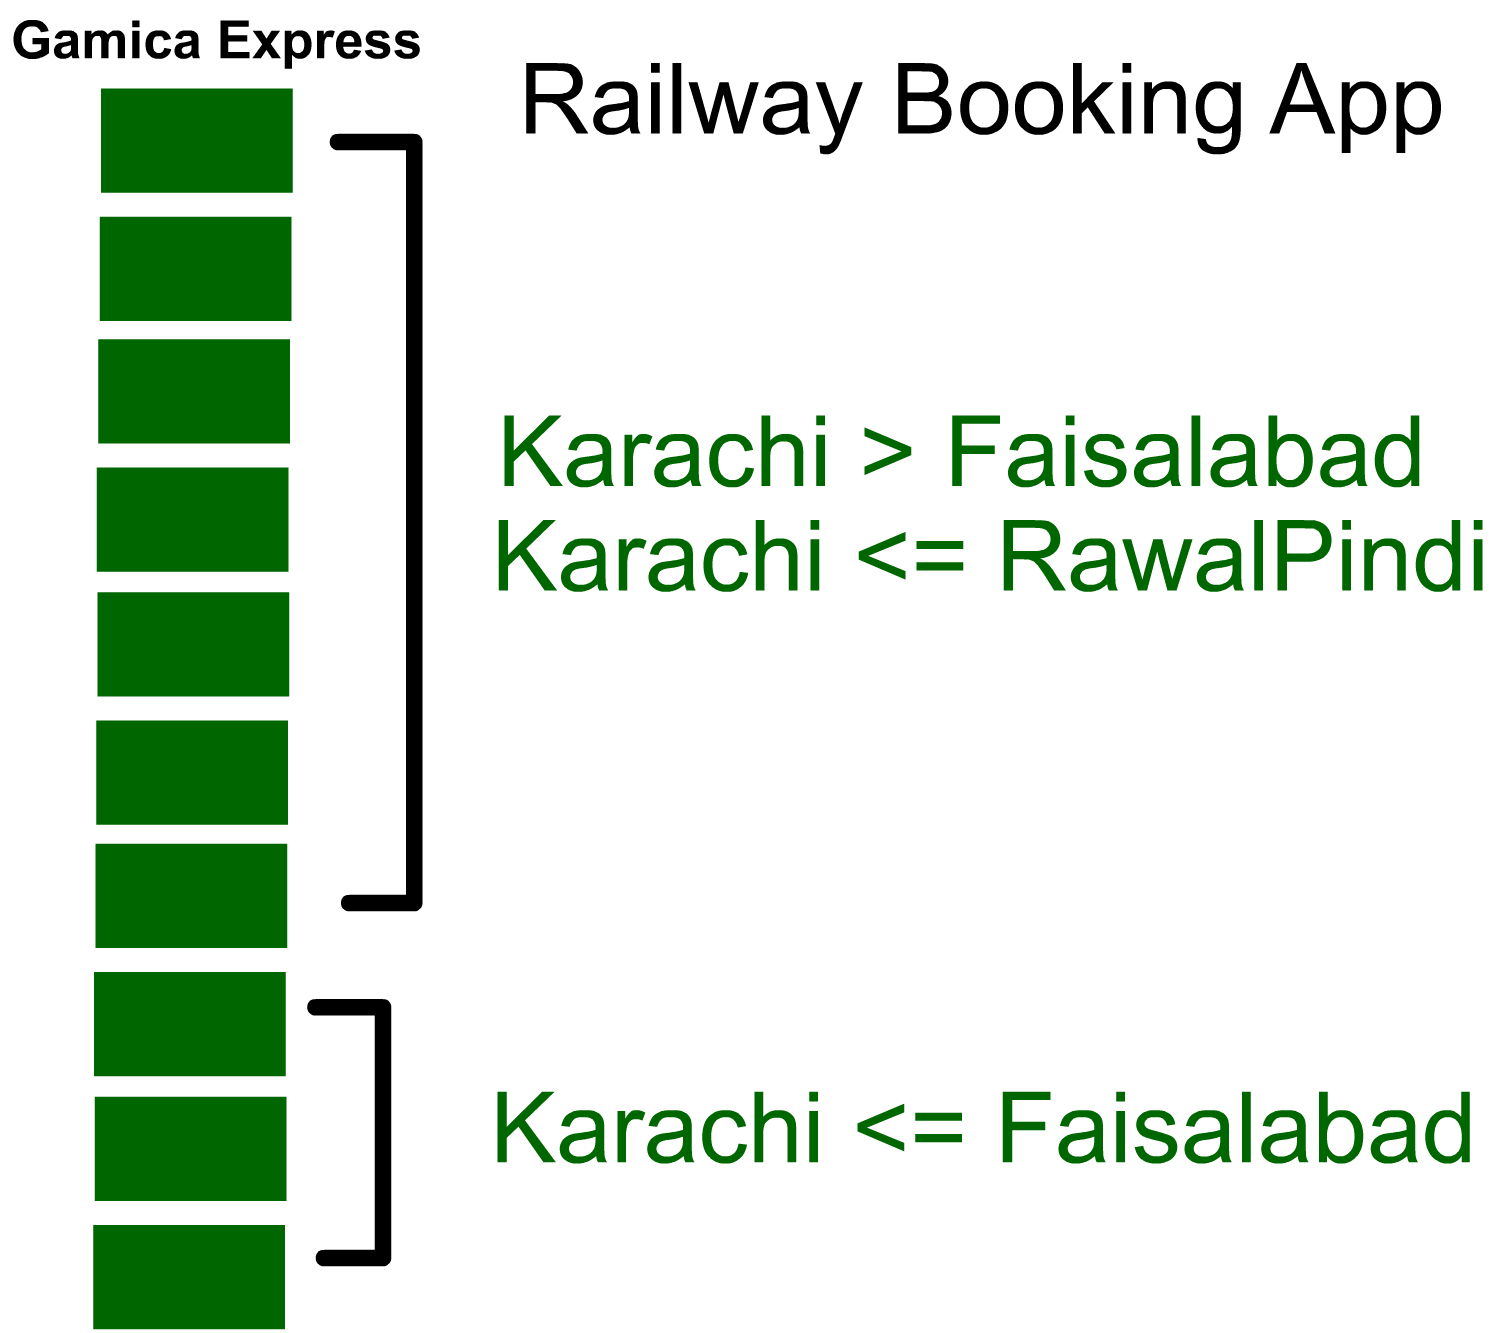 Gamica Express
Railway Booking App
Karachi > Faisalabad
Karachi <= RawalPindi
Karachi <= Faisalabad